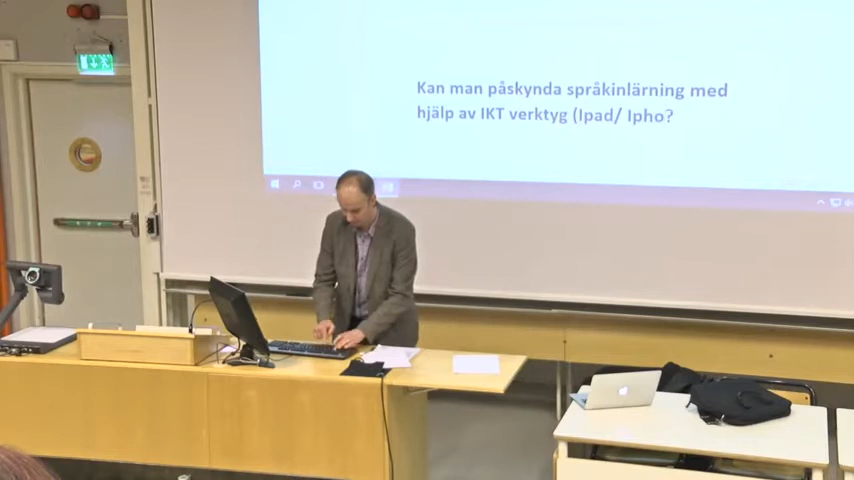 Kan man påskynda språkinlärning med
hjälp av IKT verktyg (Ipad/ Ipho?